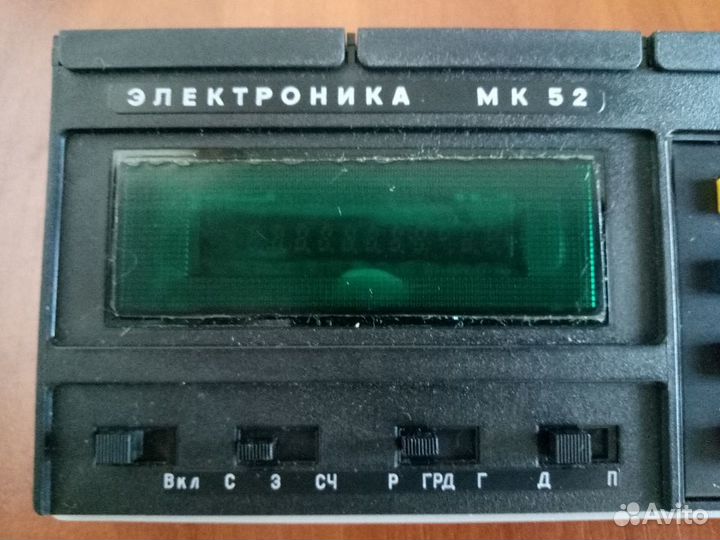 ЭЛЕКТРОНИКА МК 52
Вкл С Э СЧ Р ГРД Г Д П
Avito